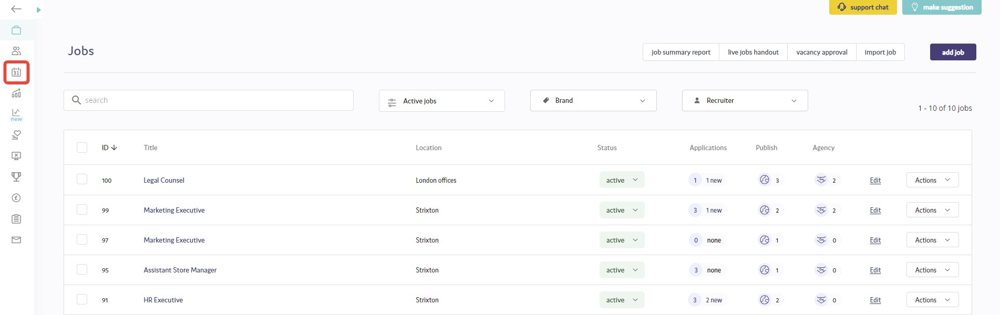 support chat
make suggestion
Jobs
job summary report
live jobs handout
vacancy approval
import job
add job
31
new
search
Active jobs
Brand
Recruiter
1 - 10 of 10 jobs
ID Title Location Status Applications Publish Agency
100 Legal Counsel London offices active 1 1 new 3 2 Edit Actions
99 Marketing Executive Strixton active 3 1 new 2 2 Edit Actions
97 Marketing Executive Strixton active 0 none 1 0 Edit Actions
95 Assistant Store Manager Strixton active 3 none 1 0 Edit Actions
91 HR Executive Strixton active 3 2 new 2 0 Edit Actions
£